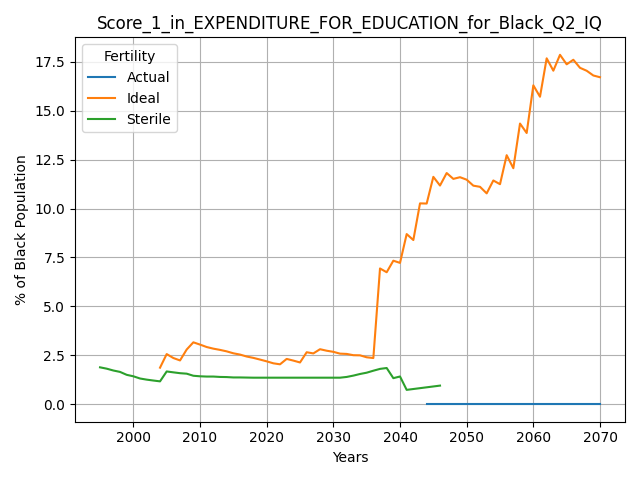 Score_1_in_EXPENDITURE_FOR_EDUCATION_for_Black_Q2_IQ
Fertility
Actual
Ideal
Sterile
% of Black Population
17.5
15.0
12.5
10.0
7.5
5.0
2.5
0.0
2000 2010 2020 2030 2040 2050 2060 2070
Years